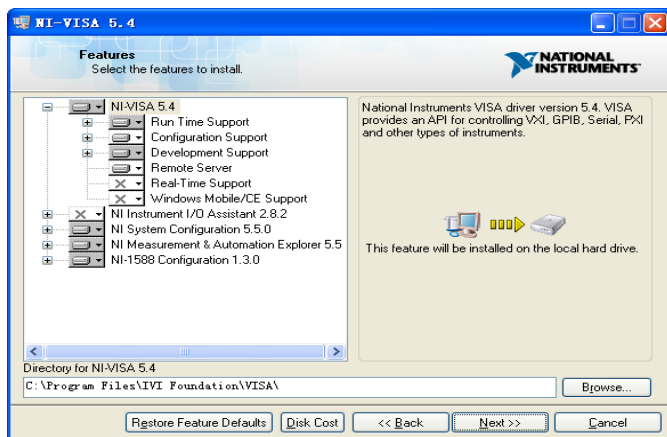 NI-VISA 5.4
Features
Select the features to install.
NATIONAL
INSTRUMENTS
NI-VISA 5.4
Run Time Support
Configuration Support
Development Support
Remote Server
Real-Time Support
Windows Mobile/CE Support
NI Instrument I/O Assistant 2.8.2
NI System Configuration 5.5.0
NI Measurement & Automation Explorer 5.5
NI-1588 Configuration 1.3.0
National Instruments VISA driver version 5.4. VISA
provides an API for controlling VXI, GPIB, Serial, PXI
and other types of instruments.
This feature will be installed on the local hard drive.
Directory for NI-VISA 5.4
C:\Program Files\IVI Foundation\VISA\
Browse...
Restore Feature Defaults
Disk Cost
<< Back
Next >>
Cancel